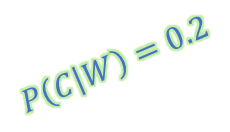 P(C|W) = 0.2